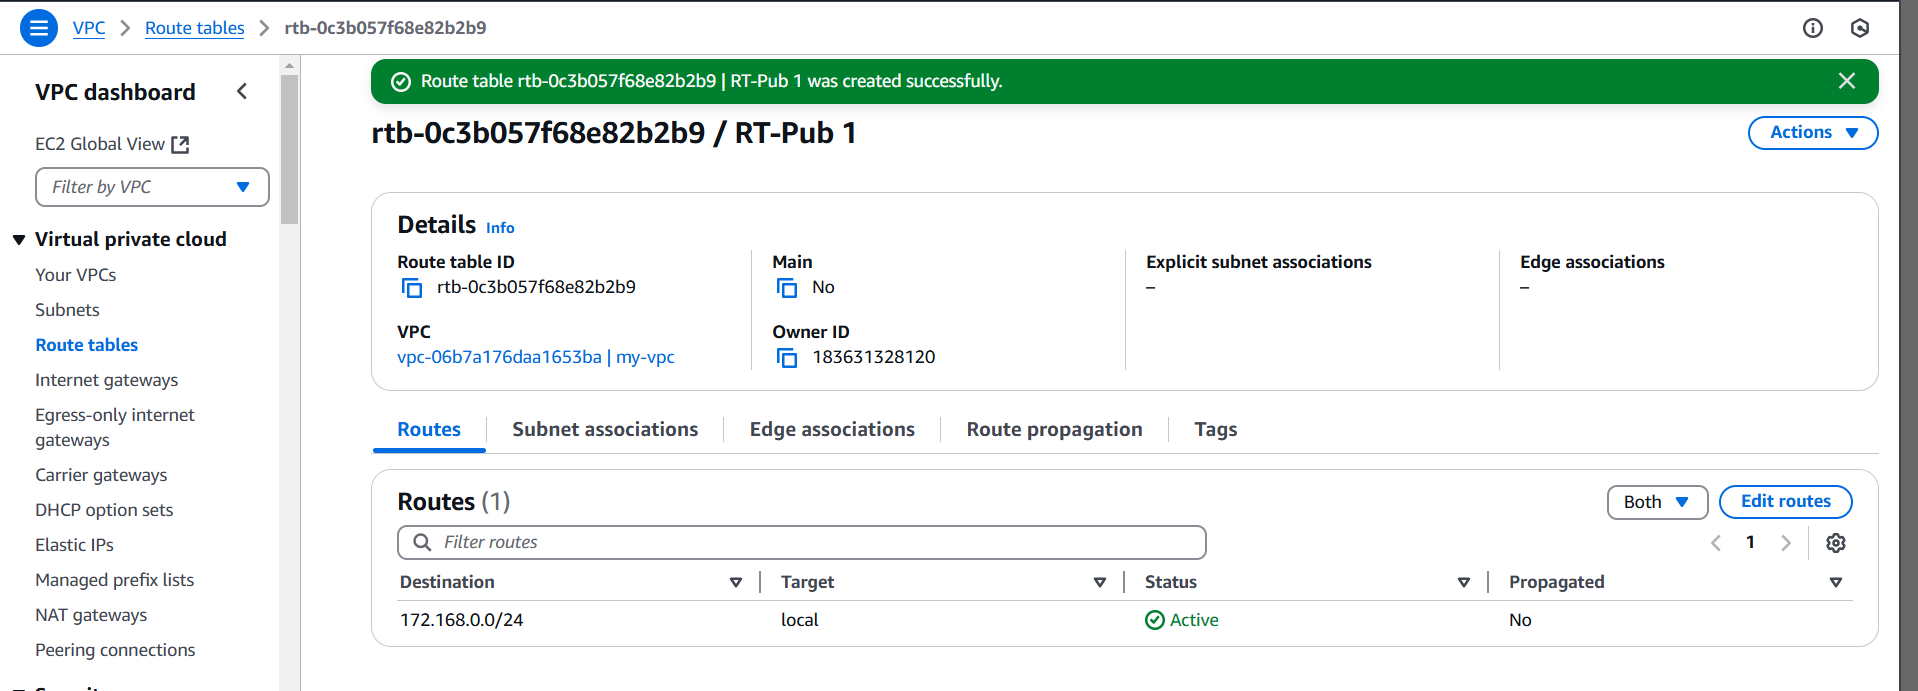 VPC > Route tables > rtb-0c3b057f68e82b2b9
VPC dashboard
EC2 Global View
Filter by VPC
Virtual private cloud
Your VPCs
Subnets
Route tables
Internet gateways
Egress-only internet
gateways
Carrier gateways
DHCP option sets
Elastic IPs
Managed prefix lists
NAT gateways
Peering connections
Route table rtb-0c3b057f68e82b2b9 | RT-Pub 1 was created successfully.
rtb-0c3b057f68e82b2b9 / RT-Pub 1
Actions
Details Info
Route table ID
rtb-0c3b057f68e82b2b9
Main
No
Explicit subnet associations
–
Edge associations
–
VPC
vpc-06b7a176daa1653ba | my-vpc
Owner ID
183631328120
Routes Subnet associations Edge associations Route propagation Tags
Routes (1)
Both
Edit routes
Filter routes
1
Destination Target Status Propagated
172.168.0.0/24 local Active No